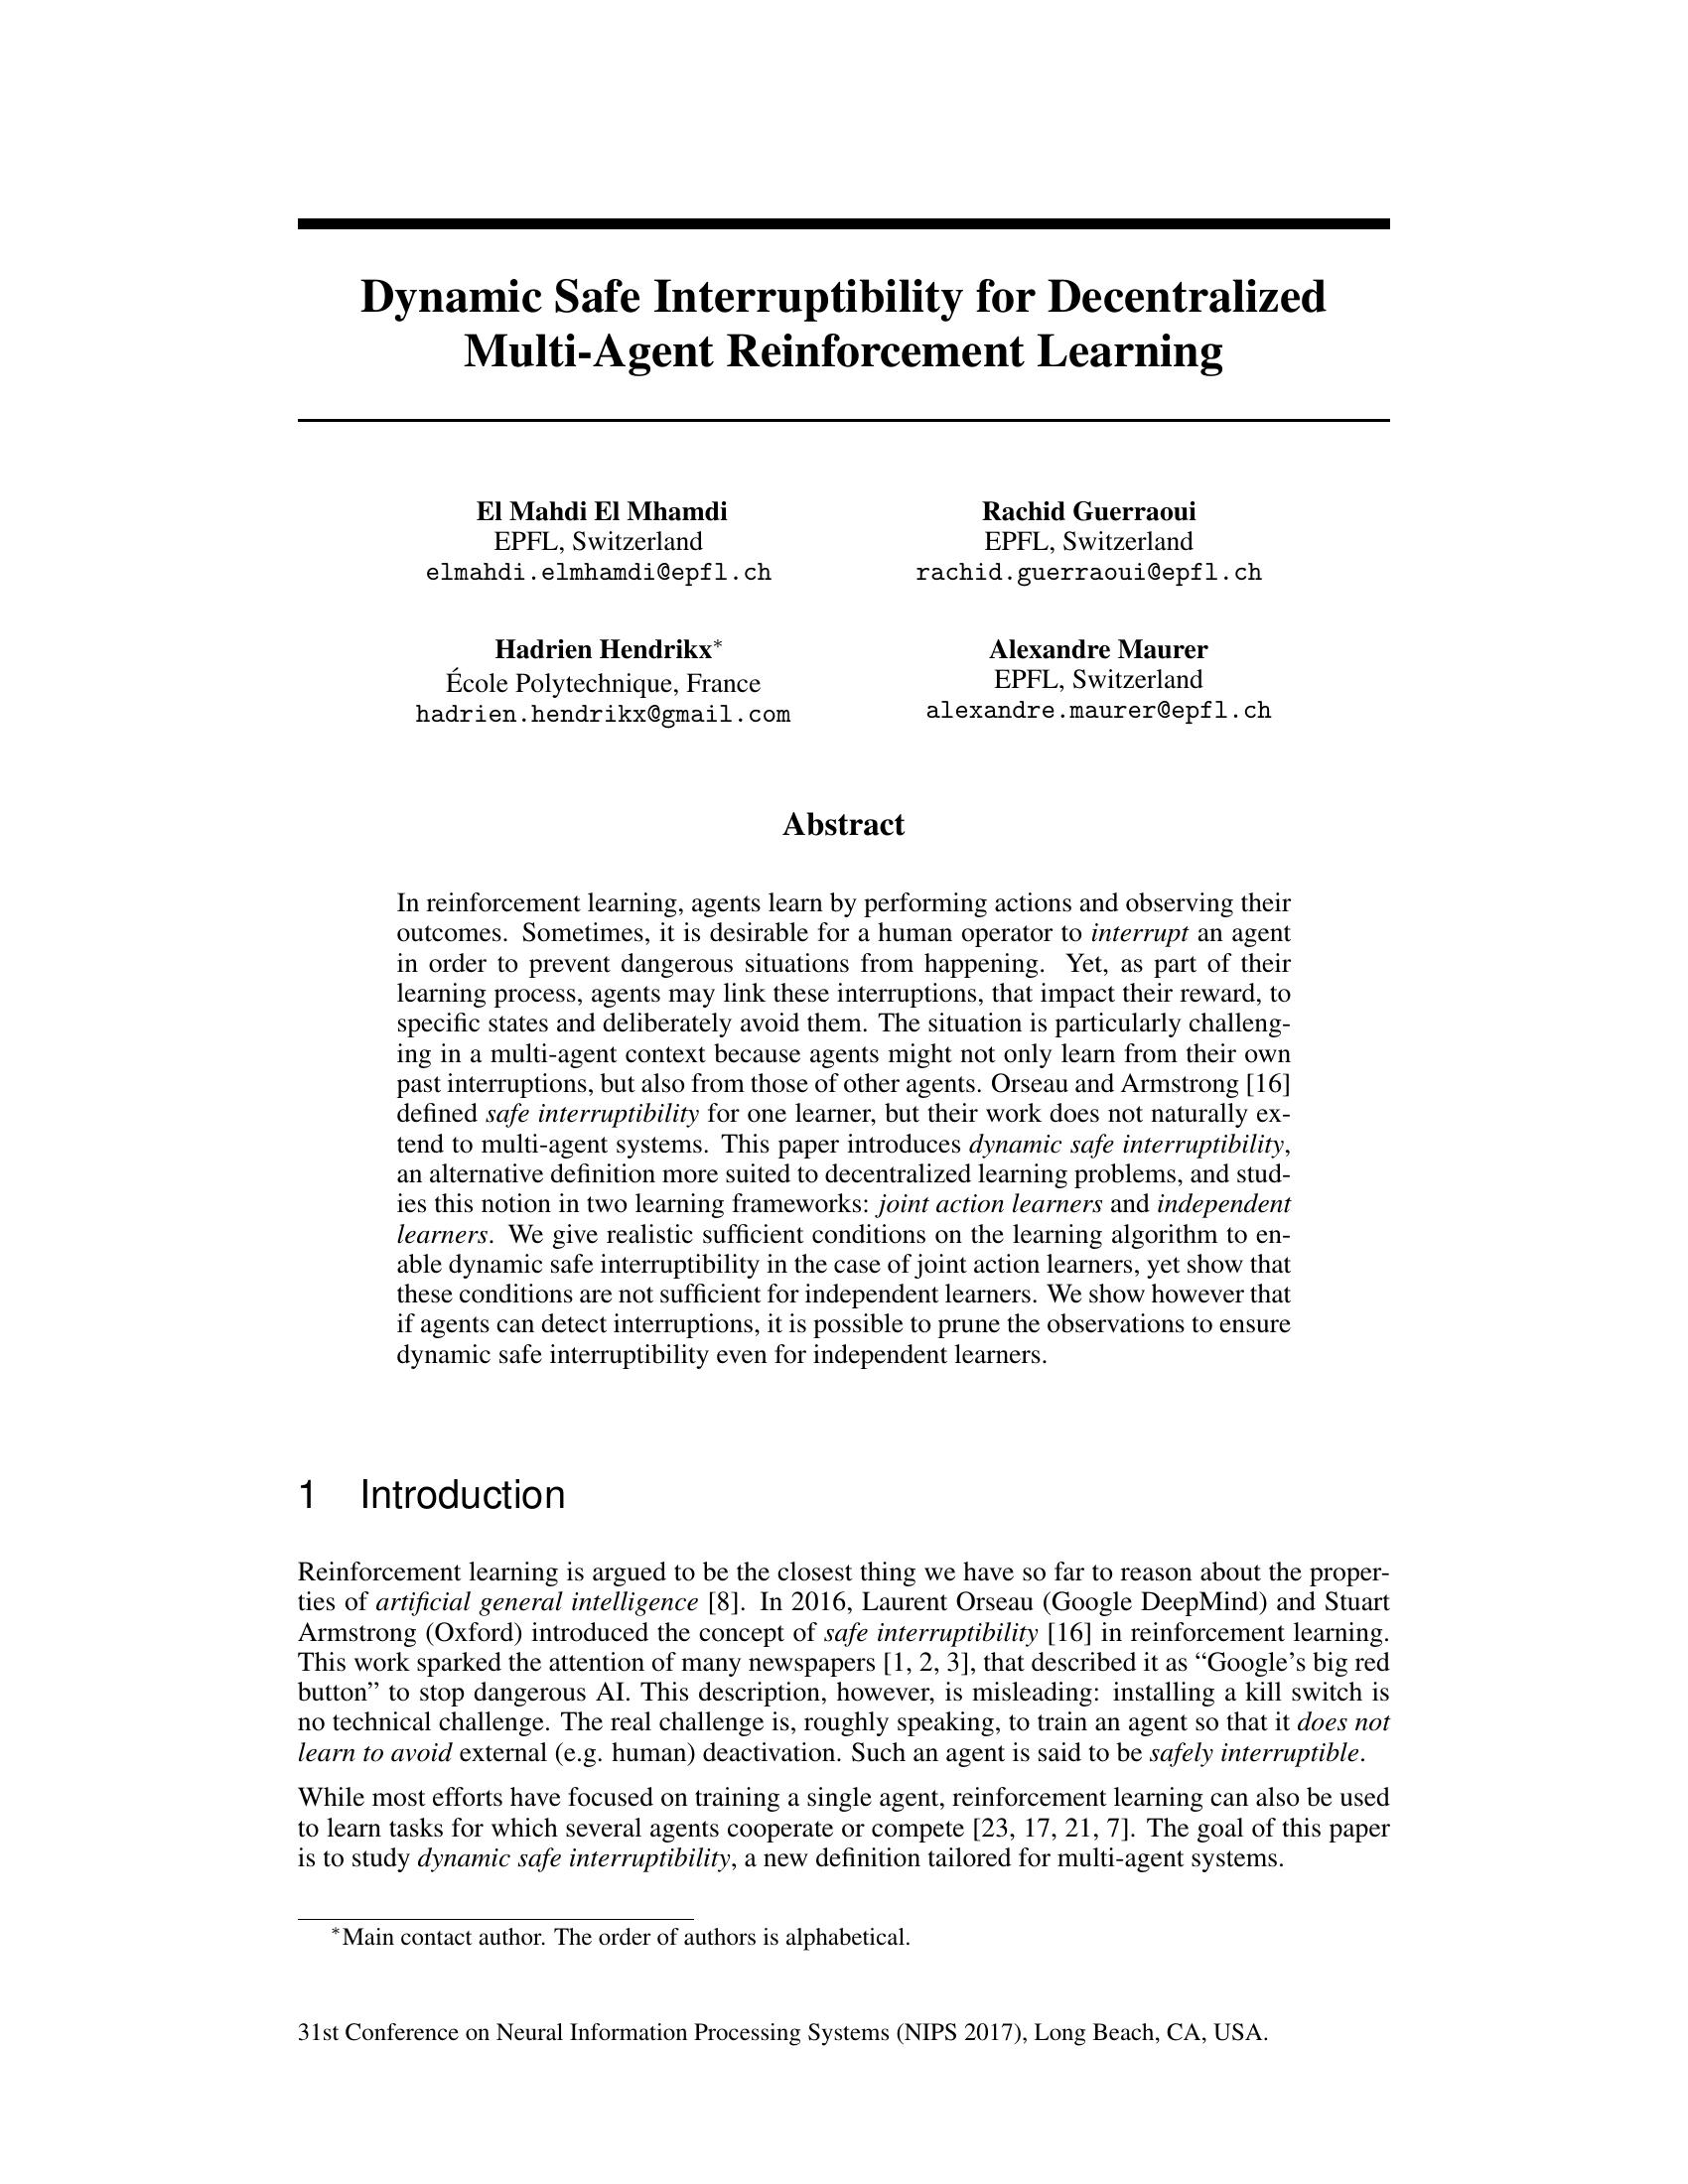 Dynamic Safe Interruptibility for Decentralized
Multi-Agent Reinforcement Learning
El Mahdi El Mhamdi
EPFL, Switzerland
elmahdi.elmhamdi@epfl.ch
Rachid Guerraoui
EPFL, Switzerland
rachid.guerraoui@epfl.ch
Hadrien Hendrikx*
École Polytechnique, France
hadrien.hendrikx@gmail.com
Alexandre Maurer
EPFL, Switzerland
alexandre.maurer@epfl.ch
Abstract
In reinforcement learning, agents learn by performing actions and observing their
outcomes. Sometimes, it is desirable for a human operator to interrupt an agent
in order to prevent dangerous situations from happening. Yet, as part of their
learning process, agents may link these interruptions, that impact their reward, to
specific states and deliberately avoid them. The situation is particularly challeng-
ing in a multi-agent context because agents might not only learn from their own
past interruptions, but also from those of other agents. Orseau and Armstrong [16]
defined safe interruptibility for one learner, but their work does not naturally ex-
tend to multi-agent systems. This paper introduces dynamic safe interruptibility,
an alternative definition more suited to decentralized learning problems, and stud-
ies this notion in two learning frameworks: joint action learners and independent
learners. We give realistic sufficient conditions on the learning algorithm to en-
able dynamic safe interruptibility in the case of joint action learners, yet show that
these conditions are not sufficient for independent learners. We show however that
if agents can detect interruptions, it is possible to prune the observations to ensure
dynamic safe interruptibility even for independent learners.
1 Introduction
Reinforcement learning is argued to be the closest thing we have so far to reason about the proper-
ties of artificial general intelligence [8]. In 2016, Laurent Orseau (Google DeepMind) and Stuart
Armstrong (Oxford) introduced the concept of safe interruptibility [16] in reinforcement learning.
This work sparked the attention of many newspapers [1, 2, 3], that described it as “Google’s big red
button” to stop dangerous AI. This description, however, is misleading: installing a kill switch is
no technical challenge. The real challenge is, roughly speaking, to train an agent so that it does not
learn to avoid external (e.g. human) deactivation. Such an agent is said to be safely interruptible.
While most efforts have focused on training a single agent, reinforcement learning can also be used
to learn tasks for which several agents cooperate or compete [23, 17, 21, 7]. The goal of this paper
is to study dynamic safe interruptibility, a new definition tailored for multi-agent systems.
*Main contact author. The order of authors is alphabetical.
31st Conference on Neural Information Processing Systems (NIPS 2017), Long Beach, CA, USA.